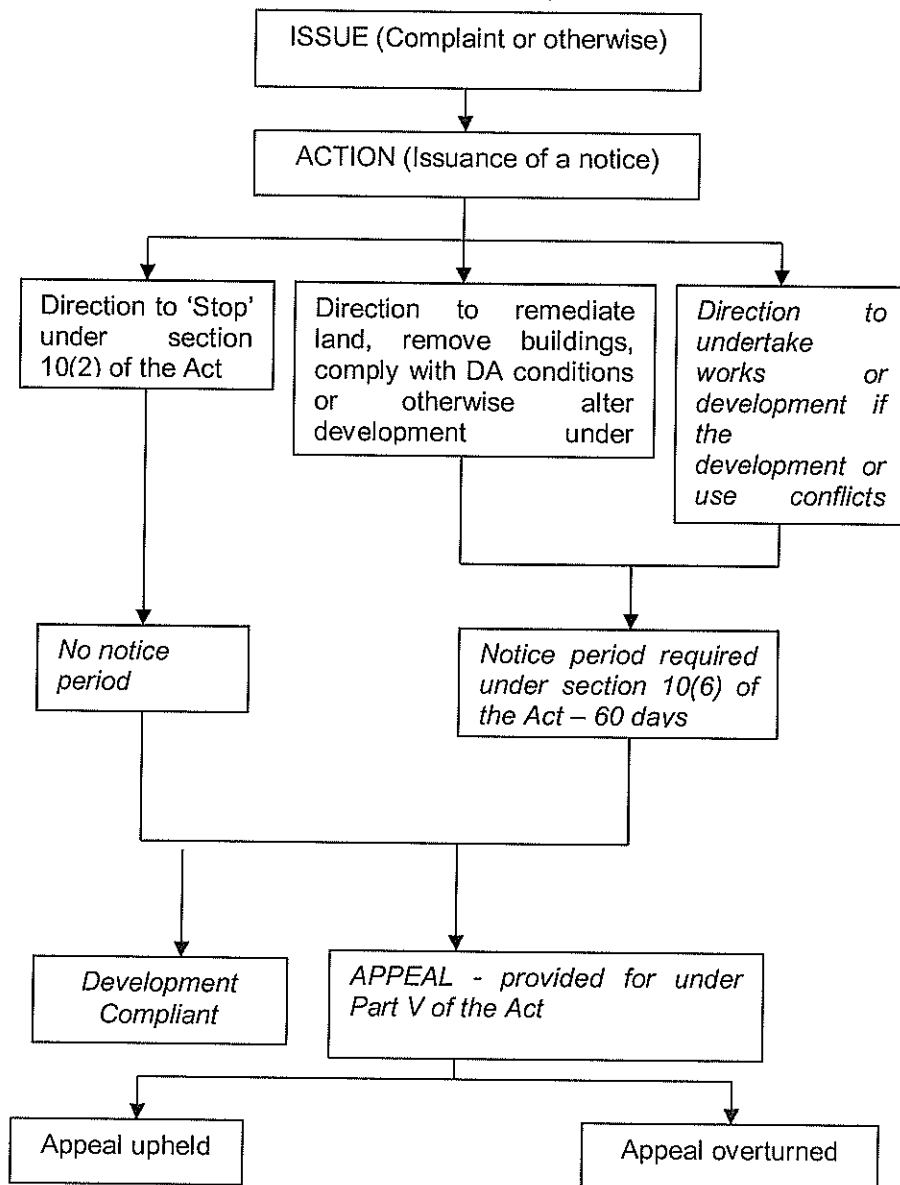 ISSUE (Complaint or otherwise)
ACTION (Issuance of a notice)
Direction to ‘Stop’
under section
10(2) of the Act
Direction to remediate
land, remove buildings,
comply with DA conditions
or otherwise alter
development under
Direction to
undertake
works or
development if
the
development or
use conflicts
No notice
period
Notice period required
under section 10(6) of
the Act – 60 days
Development
Compliant
APPEAL - provided for under
Part V of the Act
Appeal upheld
Appeal overturned